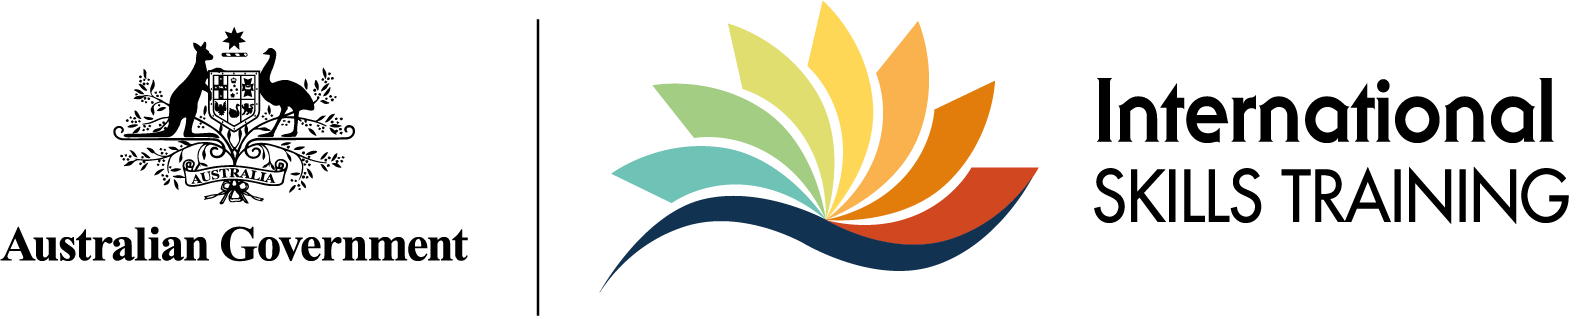 AUSTRALIA
Australian Government
International
SKILLS TRAINING